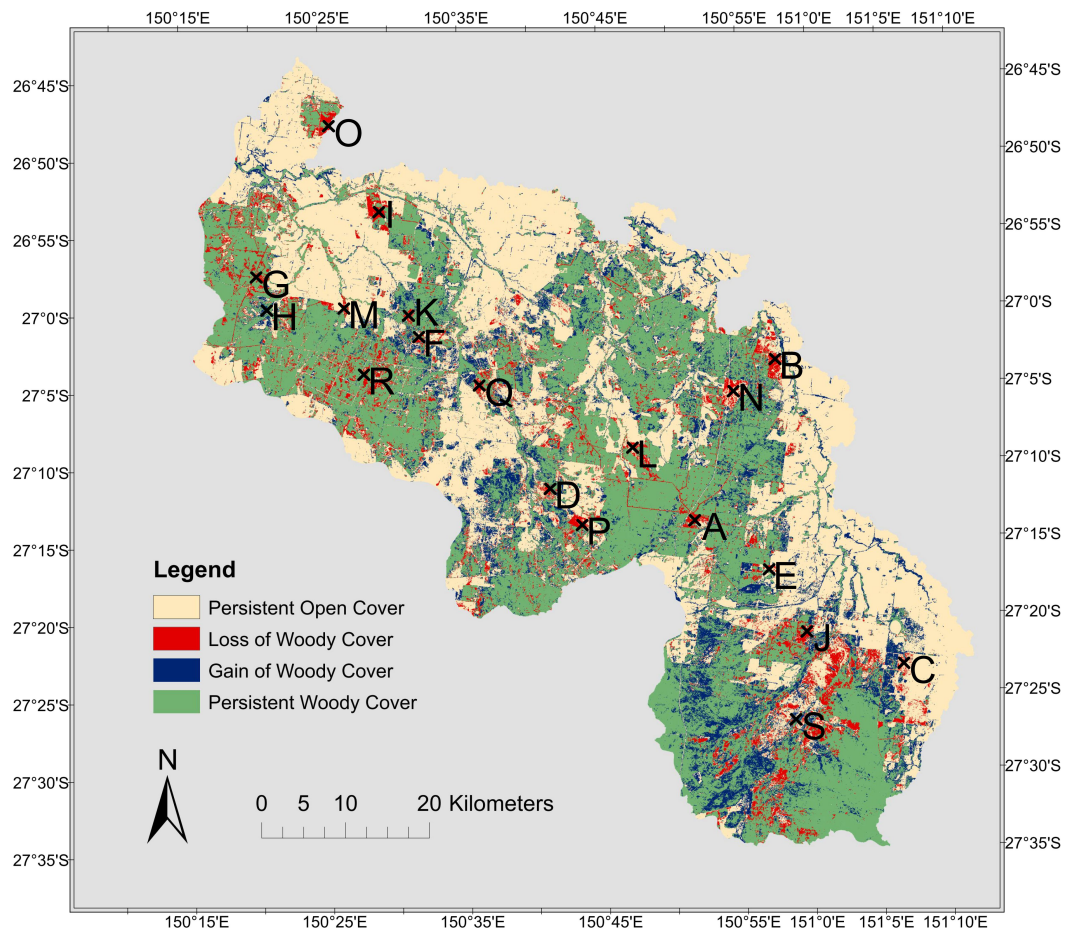 150°15'E 150°25'E 150°35'E 150°45'E 150°55'E 151°0'E 151°5'E 151°10'E
26°45'S 26°45'S
O
26°50'S 26°50'S
I
26°55'S 26°55'S
G
H M K
27°0'S 27°0'S
F
B
R Q N
27°5'S 27°5'S
L
27°10'S 27°10'S
D
P A
27°15'S 27°15'S
E
Legend
Persistent Open Cover
Loss of Woody Cover
Gain of Woody Cover
Persistent Woody Cover
27°20'S 27°20'S
J
C
27°25'S 27°25'S
S
N
27°30'S 27°30'S
0 5 10 20 Kilometers
27°35'S 27°35'S
150°15'E 150°25'E 150°35'E 150°45'E 150°55'E 151°0'E 151°5'E 151°10'E